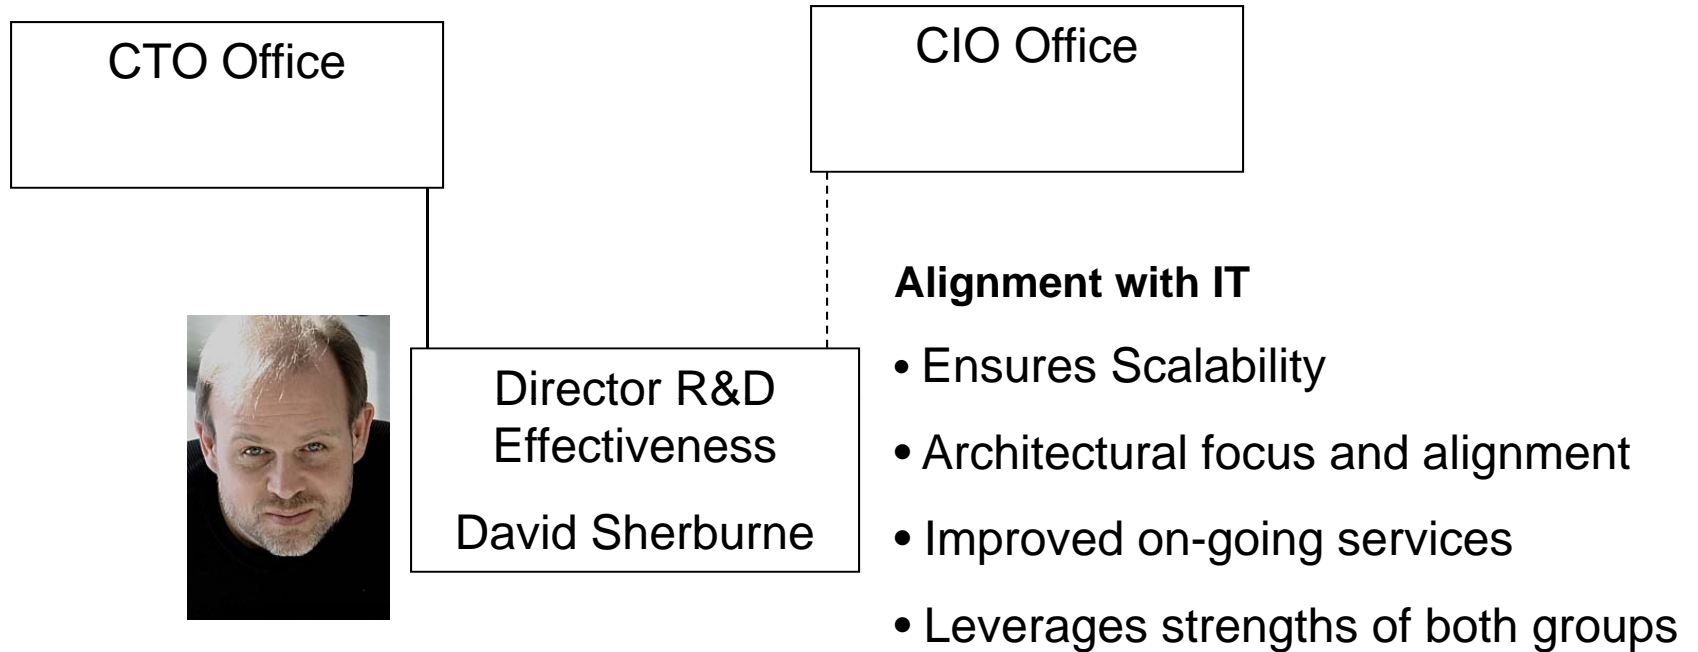 CTO Office
CIO Office
Director R&D
Effectiveness
David Sherburne
Alignment with IT
• Ensures Scalability
• Architectural focus and alignment
• Improved on-going services
• Leverages strengths of both groups